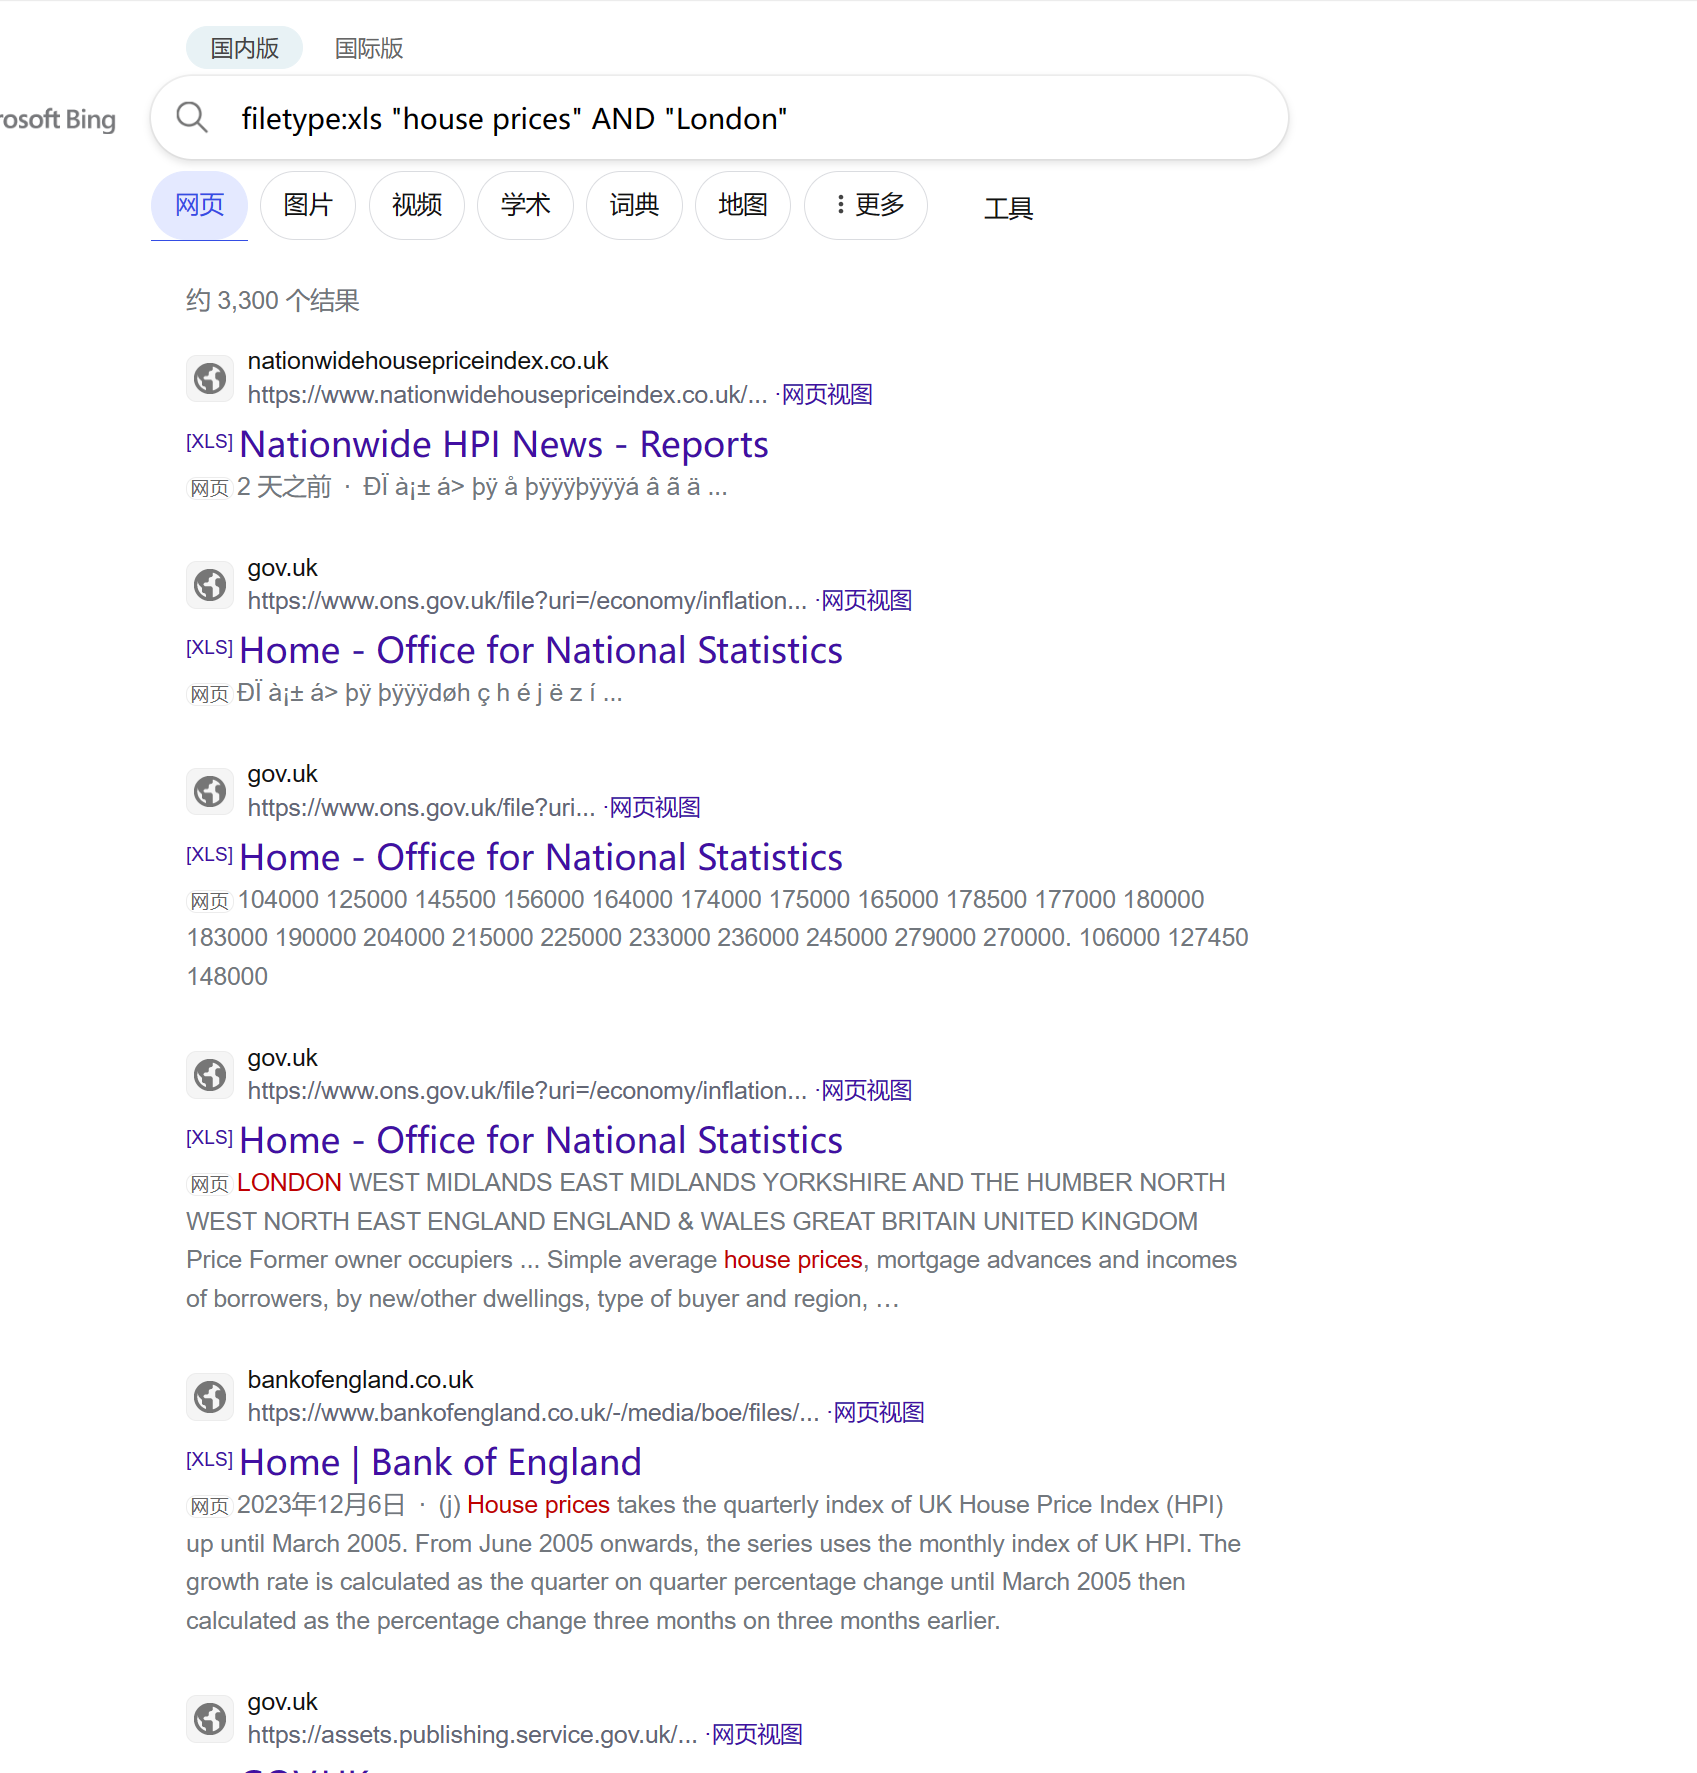 国内版 国际版
rosoft Bing
filetype:xls "house prices" AND "London"
网页 图片 视频 学术 词典 地图 更多 工具
约 3,300 个结果
nationwidehousepriceindex.co.uk
https://www.nationwidehousepriceindex.co.uk/... ·网页视图
[XLS] Nationwide HPI News - Reports
网页 2 天之前 · ÐÏ à¡± á> þÿ å þÿÿÿþÿÿÿá â ã ä ...
gov.uk
https://www.ons.gov.uk/file?uri=/economy/inflation... ·网页视图
[XLS] Home - Office for National Statistics
网页 ÐÏ à¡± á> þÿ þÿÿÿdøh ç h é j ë z í ...
gov.uk
https://www.ons.gov.uk/file?uri... ·网页视图
[XLS] Home - Office for National Statistics
网页 104000 125000 145500 156000 164000 174000 175000 165000 178500 177000 180000
183000 190000 204000 215000 225000 233000 236000 245000 279000 270000. 106000 127450
148000
gov.uk
https://www.ons.gov.uk/file?uri=/economy/inflation... ·网页视图
[XLS] Home - Office for National Statistics
网页 LONDON WEST MIDLANDS EAST MIDLANDS YORKSHIRE AND THE HUMBER NORTH
WEST NORTH EAST ENGLAND ENGLAND & WALES GREAT BRITAIN UNITED KINGDOM
Price Former owner occupiers ... Simple average house prices, mortgage advances and incomes
of borrowers, by new/other dwellings, type of buyer and region, …
bankofengland.co.uk
https://www.bankofengland.co.uk/-/media/boe/files/... ·网页视图
[XLS] Home | Bank of England
网页 2023年12月6日 · (j) House prices takes the quarterly index of UK House Price Index (HPI)
up until March 2005. From June 2005 onwards, the series uses the monthly index of UK HPI. The
growth rate is calculated as the quarter on quarter percentage change until March 2005 then
calculated as the percentage change three months on three months earlier.
gov.uk
https://assets.publishing.service.gov.uk/... ·网页视图